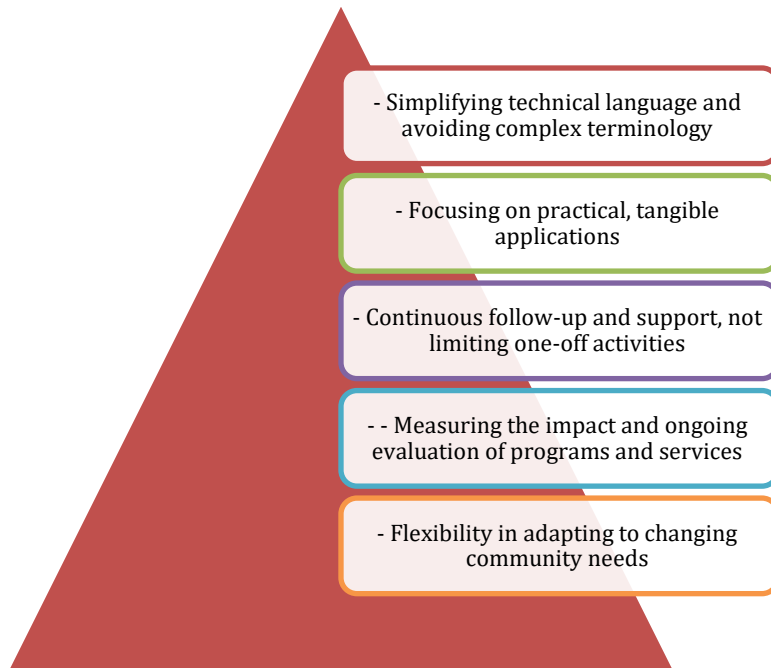 - Simplifying technical language and
avoiding complex terminology
- Focusing on practical, tangible
applications
- Continuous follow-up and support, not
limiting one-off activities
- - Measuring the impact and ongoing
evaluation of programs and services
- Flexibility in adapting to changing
community needs